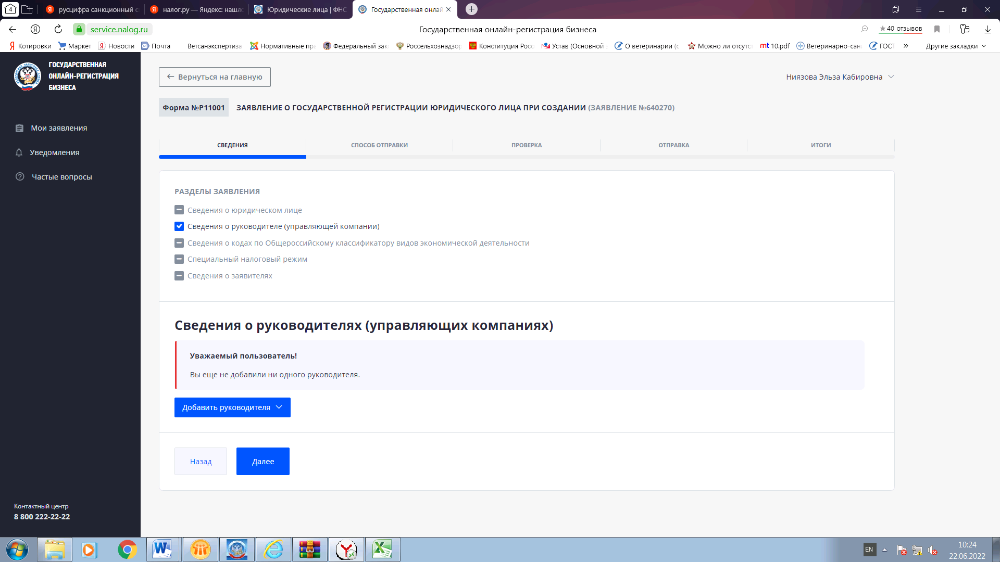 4
русцифра санкционный
налог.ру — Яндекс: нашл
Юридические лица | ФНС
Государственная онлай
service.nalog.ru
Государственная онлайн-регистрация бизнеса
★40 отзывов
Котировки
Маркет
Новости
Почта
Ветсанэкспертиза
Нормативные пра
Федеральный зак
Россельхознадзор
Конституция Росс
Устав (Основной з
О ветеринарии (с
Можно ли отсутст
mt 10.pdf
Ветеринарно-сан
ГОСТ
»
Другие закладки
ГОСУДАРСТВЕННАЯ
ОНЛАЙН-РЕГИСТРАЦИЯ
БИЗНЕСА
Мои заявления
Уведомления
Частые вопросы
Контактный центр
8 800 222-22-22
← Вернуться на главную
Ниязова Эльза Кабировна
Форма №Р11001
ЗАЯВЛЕНИЕ О ГОСУДАРСТВЕННОЙ РЕГИСТРАЦИИ ЮРИДИЧЕСКОГО ЛИЦА ПРИ СОЗДАНИИ (ЗАЯВЛЕНИЕ №640270)
СВЕДЕНИЯ
СПОСОБ ОТПРАВКИ
ПРОВЕРКА
ОТПРАВКА
ИТОГИ
РАЗДЕЛЫ ЗАЯВЛЕНИЯ
Сведения о юридическом лице
Сведения о руководителе (управляющей компании)
Сведения о кодах по Общероссийскому классификатору видов экономической деятельности
Специальный налоговый режим
Сведения о заявителях
Сведения о руководителях (управляющих компаниях)
Уважаемый пользователь!
Вы еще не добавили ни одного руководителя.
Добавить руководителя
Назад
Далее
EN
10:24
22.06.2022